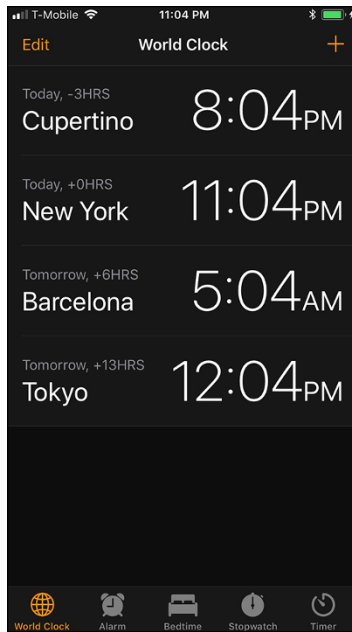 T-Mobile 11:04 PM
Edit World Clock +
Today, -3HRS
Cupertino 8:04PM
Today, +0HRS
New York 11:04PM
Tomorrow, +6HRS
Barcelona 5:04AM
Tomorrow, +13HRS
Tokyo 12:04PM
World Clock Alarm Bedtime Stopwatch Timer